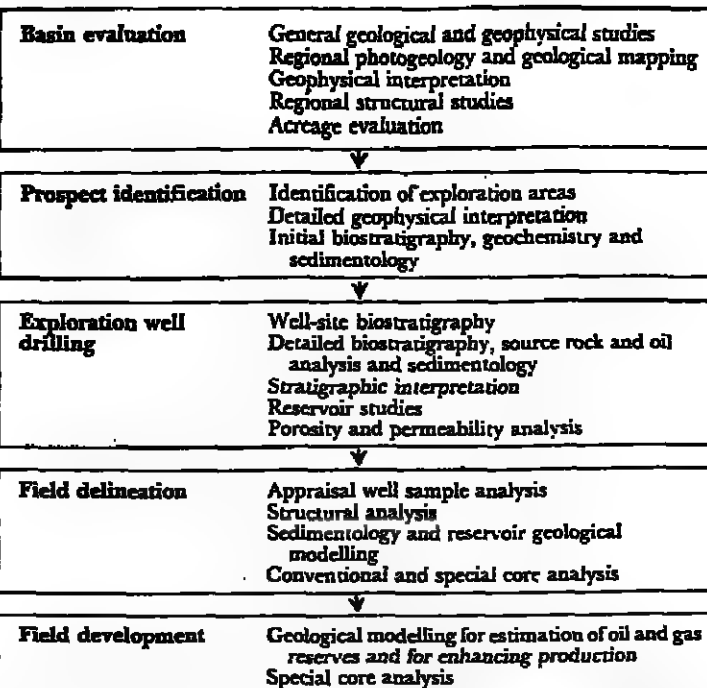 Basin evaluation General geological and geophysical studies
Regional photogeology and geological mapping
Geophysical interpretation
Regional structural studies
Acreage evaluation
Prospect identification Identification of exploration areas
Detailed geophysical interpretation
Initial biostratigraphy, geochemistry and
sedimentology
Exploration well Well-site biostratigraphy
drilling Detailed biostratigraphy, source rock and oil
analysis and sedimentology
Stratigraphic interpretation
Reservoir studies
Porosity and permeability analysis
Field delineation Appraisal well sample analysis
Structural analysis
Sedimentology and reservoir geological
modelling
Conventional and special core analysis
Field development Geological modelling for estimation of oil and gas
reserves and for enhancing production
Special core analysis